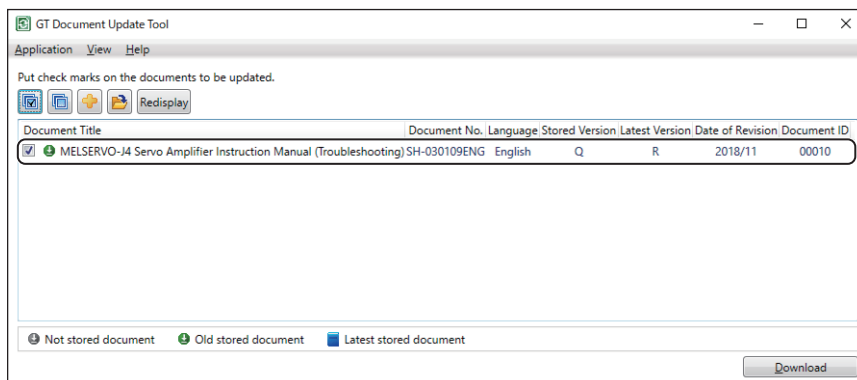 GT Document Update Tool
Application View Help
Put check marks on the documents to be updated.
Redisplay
Document Title Document No. Language Stored Version Latest Version Date of Revision Document ID
MELSERVO-J4 Servo Amplifier Instruction Manual (Troubleshooting) SH-030109ENG English Q R 2018/11 00010
Not stored document Old stored document Latest stored document
Download